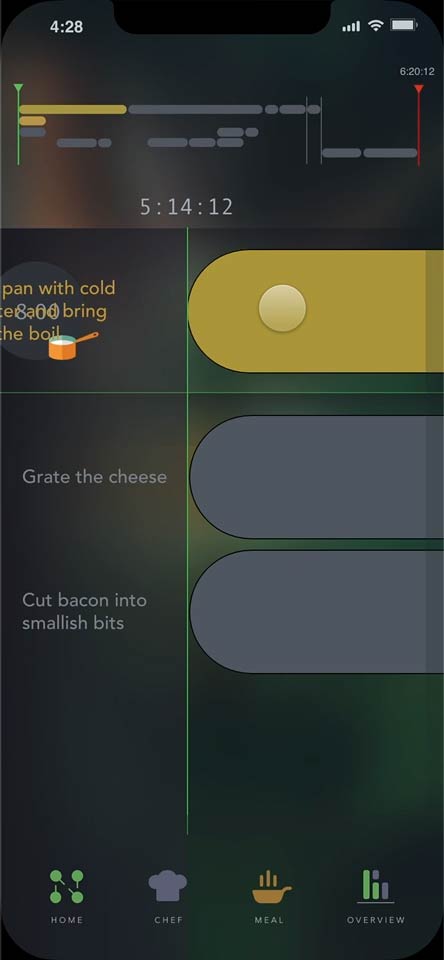 4:28
6:20:12
5:14:12
pan with cold
ter and bring
the boil
8:00
Grate the cheese
Cut bacon into
smallish bits
HOME
CHEF
MEAL
OVERVIEW